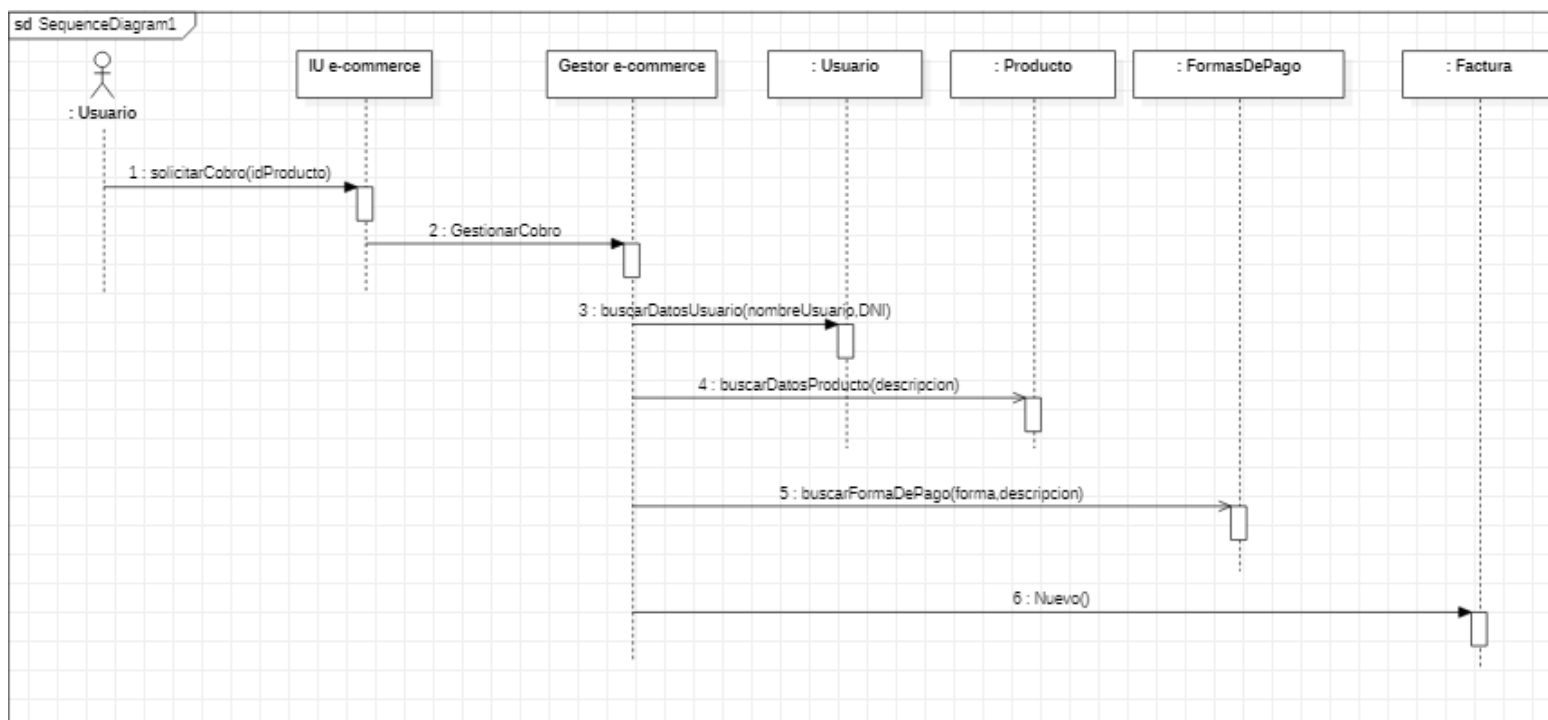 sd SequenceDiagram1
: Usuario
IU e-commerce
Gestor e-commerce
: Usuario
: Producto
: FormasDePago
: Factura
1 : solicitarCobro(idProducto)
2 : GestionarCobro
3 : buscarDatosUsuario(nombreUsuario,DNI)
4 : buscarDatosProducto(descripcion)
5 : buscarFormaDePago(forma,descripcion)
6 : Nuevo()